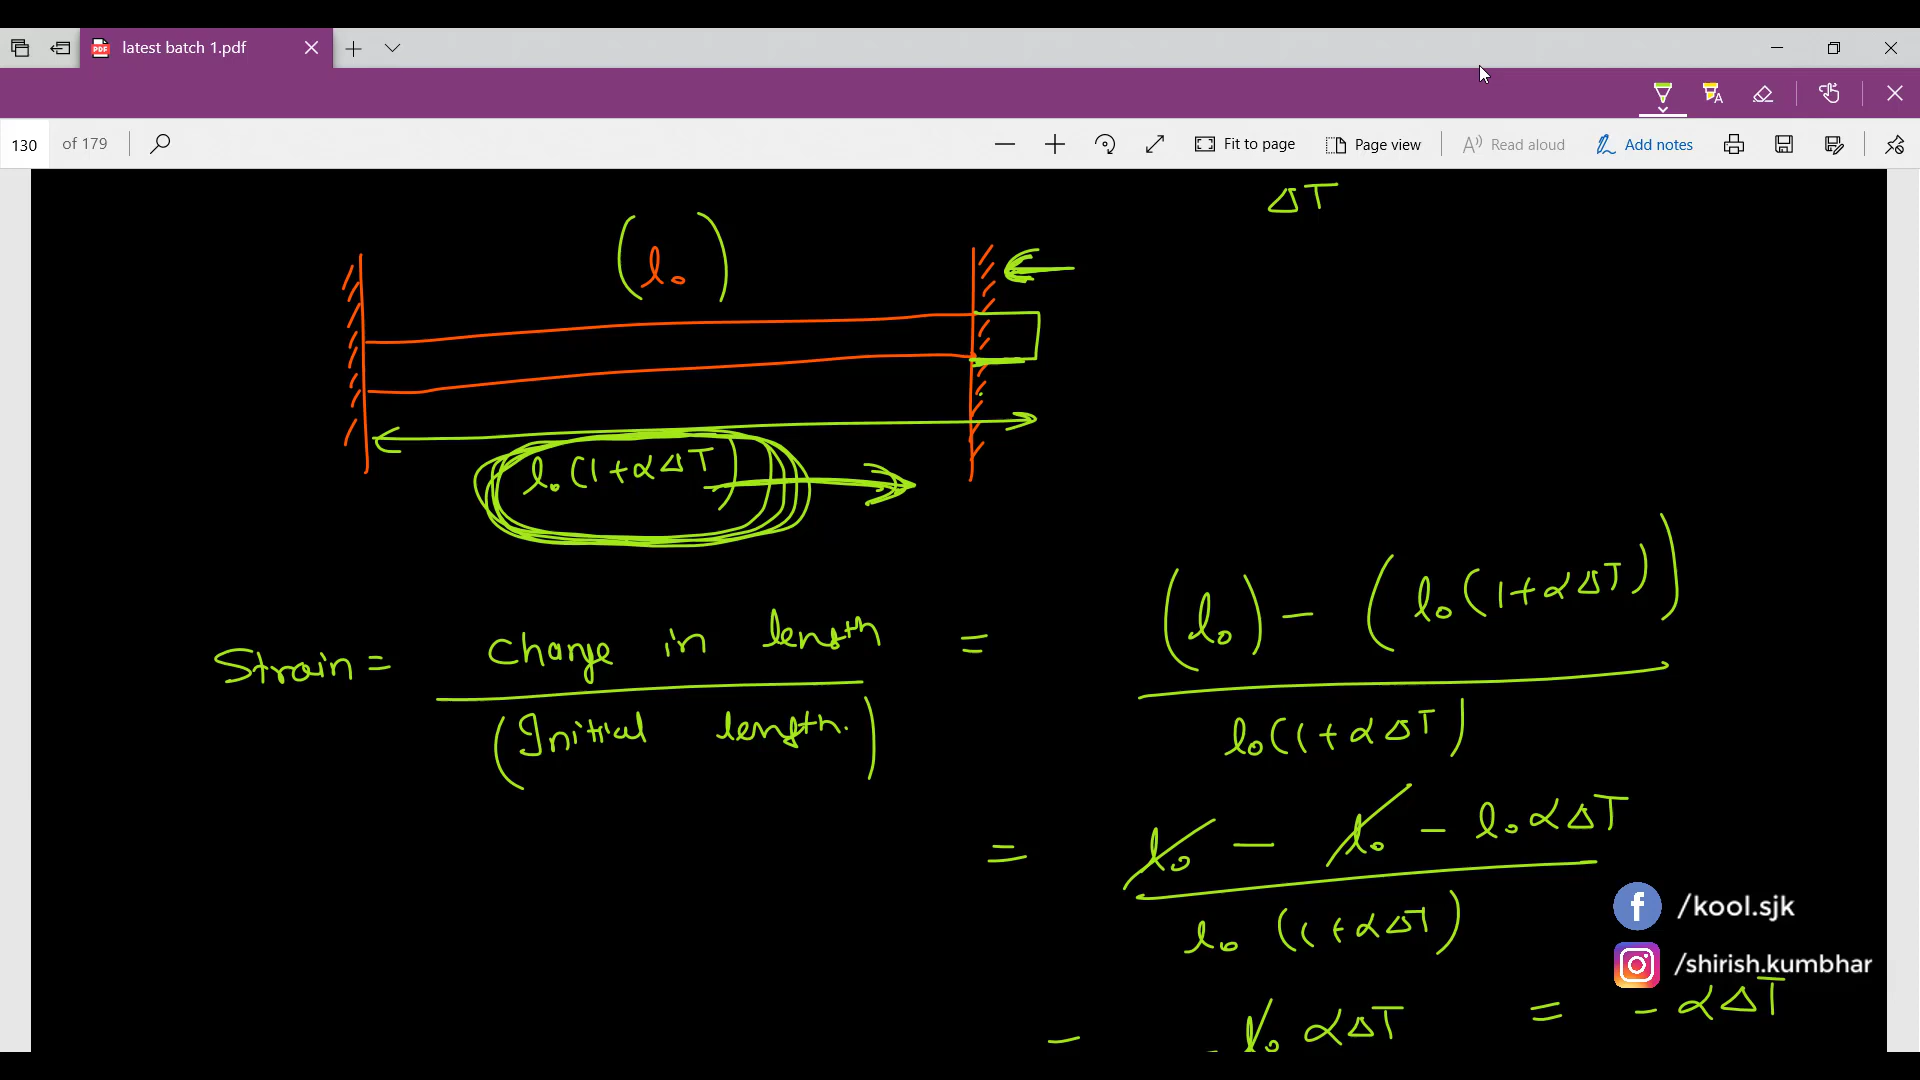 latest batch 1.pdf
130 of 179
Fit to page
Page view
Read aloud
Add notes
ΔT
(l₀)
l₀(1+αΔT)
Strain = Change in length / (Initial length.) = (l₀) - (l₀(1+αΔT)) / l₀(1+αΔT)
= l₀ - l₀ - l₀αΔT / l₀ (1+αΔT)
/kool.sjk
/shirish.kumbhar
- l₀ αΔT = - αΔT